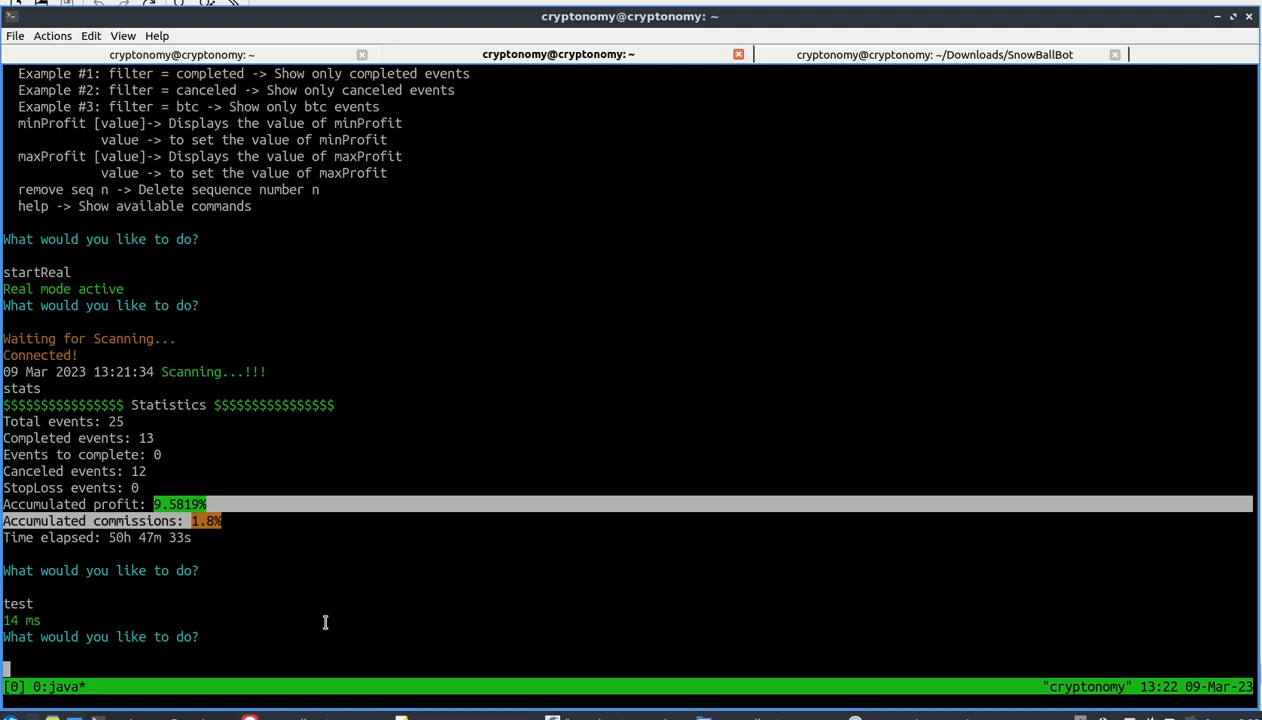 cryptonomy@cryptonomy: ~
File Actions Edit View Help
cryptonomy@cryptonomy: ~ cryptonomy@cryptonomy: ~ cryptonomy@cryptonomy: ~/Downloads/SnowBallBot
Example #1: filter = completed -> Show only completed events
Example #2: filter = canceled -> Show only canceled events
Example #3: filter = btc -> Show only btc events
minProfit [value]-> Displays the value of minProfit
value -> to set the value of minProfit
maxProfit [value]-> Displays the value of maxProfit
value -> to set the value of maxProfit
remove seq n -> Delete sequence number n
help -> Show available commands
What would you like to do?
startReal
Real mode active
What would you like to do?
Waiting for Scanning...
Connected!
09 Mar 2023 13:21:34 Scanning...!!!
stats
$$$$$$$$$$$$$$$$ Statistics $$$$$$$$$$$$$$$$
Total events: 25
Completed events: 13
Events to complete: 0
Canceled events: 12
StopLoss events: 0
Accumulated profit: 9.5819%
Accumulated commissions: 1.8%
Time elapsed: 50h 47m 33s
What would you like to do?
test
14 ms
What would you like to do?
[0] 0:java* "cryptonomy" 13:22 09-Mar-23